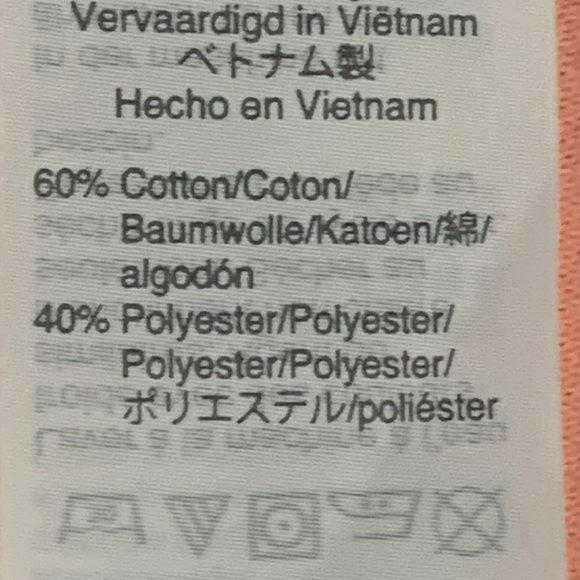 Vervaardigd in Viëtnam
ベトナム製
Hecho en Vietnam
60% Cotton/Coton/
Baumwolle/Katoen/綿/
algodón
40% Polyester/Polyester/
Polyester/Polyester/
ポリエステル/poliéster